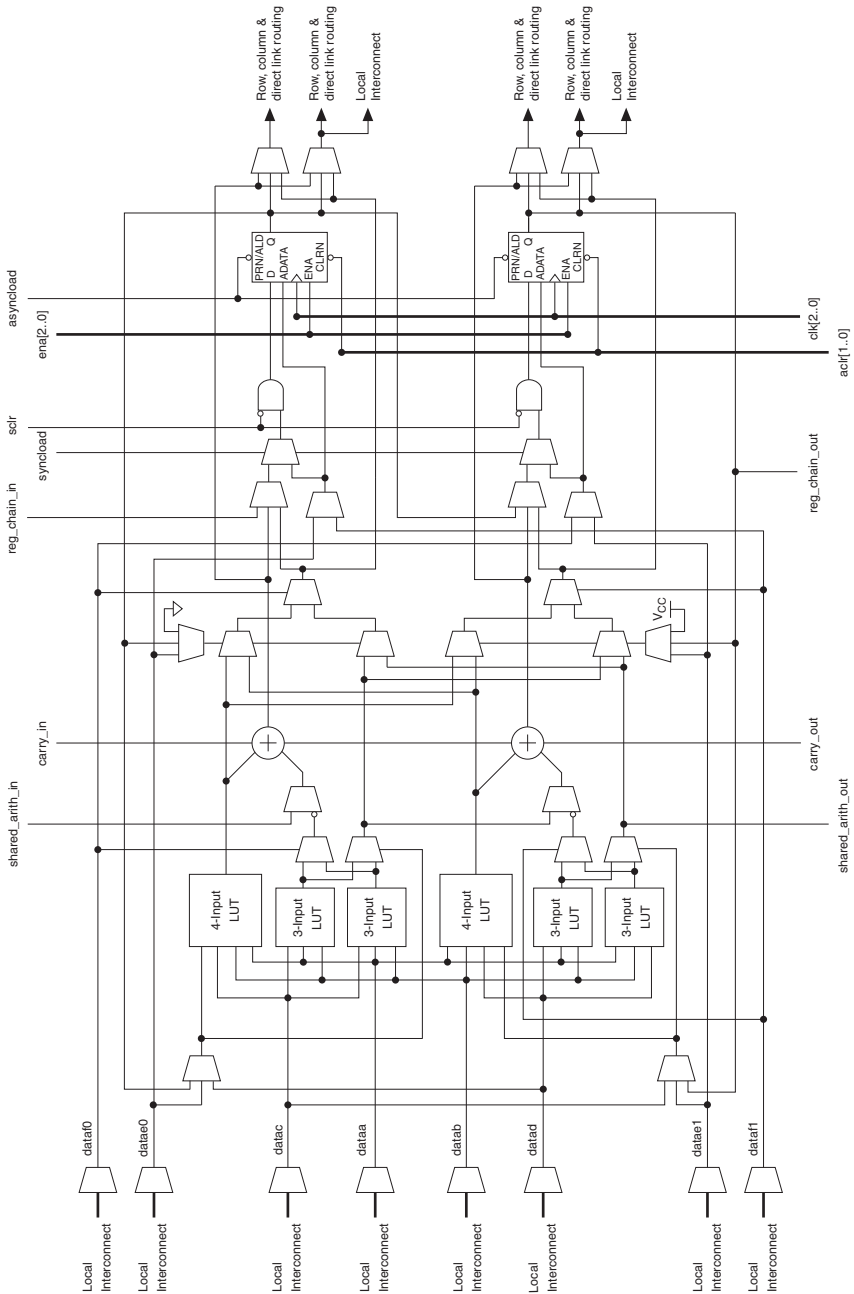 Row, column &
direct link routing
Row, column &
direct link routing
Local
Interconnect
Row, column &
direct link routing
Row, column &
direct link routing
Local
Interconnect
asyncload
ena[2..0]
sclr
syncload
reg_chain_in
carry_in
shared_arith_in
PRN/ALD
D Q
ADATA
ENA
CLRN
PRN/ALD
D Q
ADATA
ENA
CLRN
clk[2..0]
aclr[1..0]
reg_chain_out
VCC
+
+
carry_out
shared_arith_out
4-Input
LUT
3-Input
LUT
3-Input
LUT
4-Input
LUT
3-Input
LUT
3-Input
LUT
dataf0
datae0
datac
dataa
datab
datad
datae1
dataf1
Local
Interconnect
Local
Interconnect
Local
Interconnect
Local
Interconnect
Local
Interconnect
Local
Interconnect
Local
Interconnect
Local
Interconnect